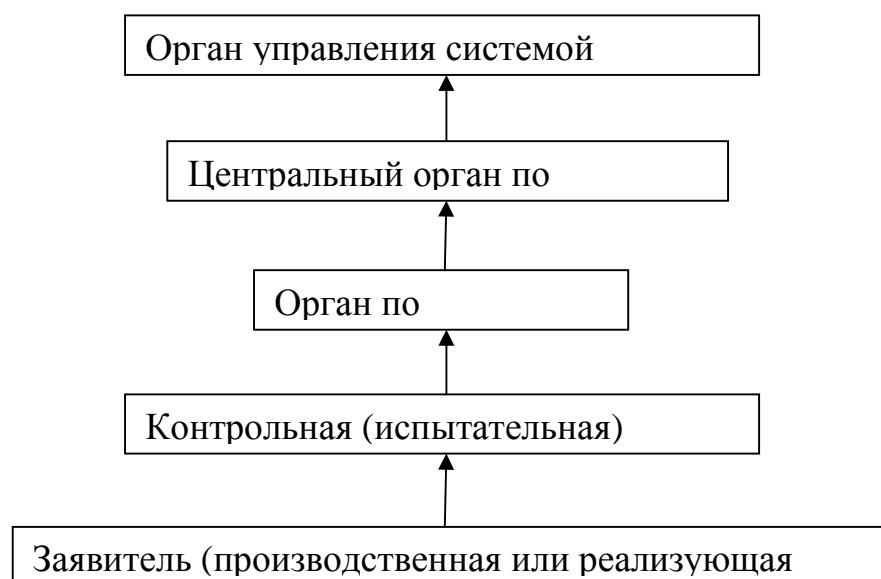 Орган управления системой
Центральный орган по
Орган по
Контрольная (испытательная)
Заявитель (производственная или реализующая